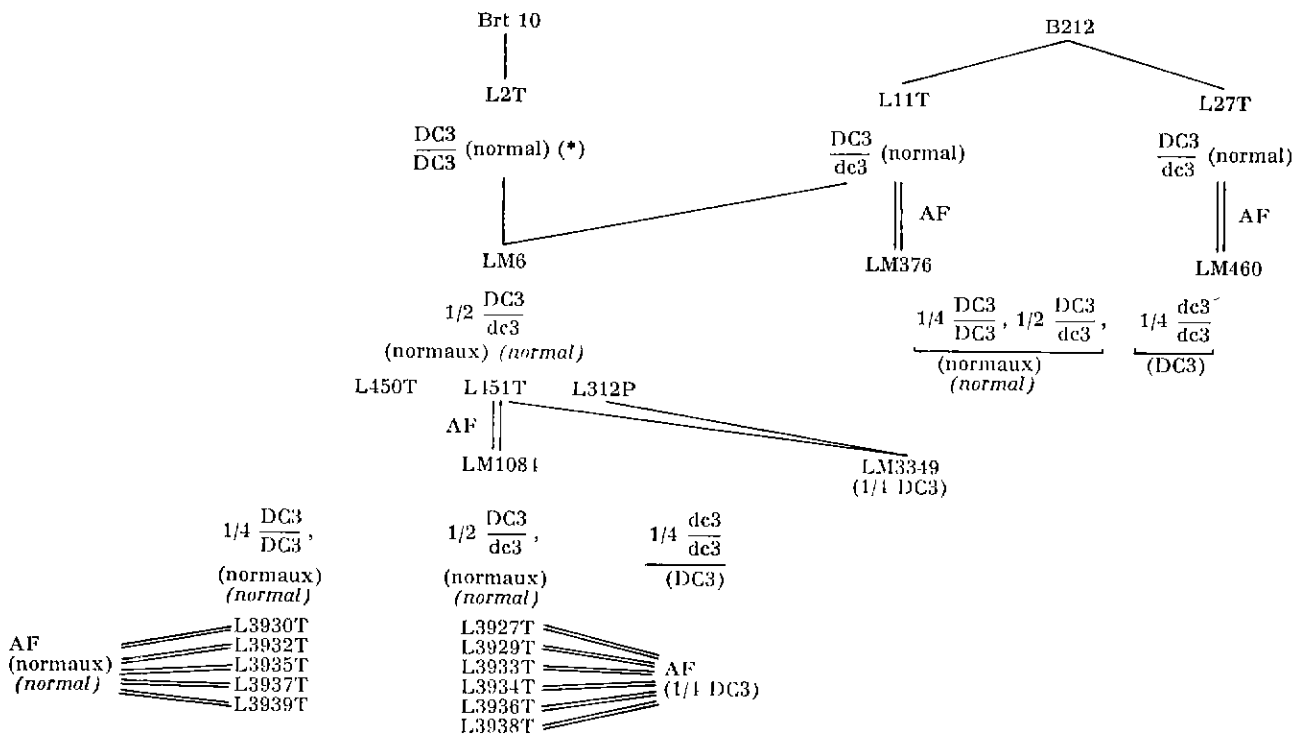 Brt 10
B212
L2T
L11T
L27T
DC3
DC3 (normal) (*)
DC3
dc3 (normal)
DC3
dc3 (normal)
AF
AF
LM6
LM376
LM460
1/2 DC3
dc3
(normaux) (normal)
1/4 DC3
DC3 , 1/2 DC3
dc3 , 1/4 dc3
dc3
(normaux)
(normal)
(DC3)
L450T L451T L312P
AF
LM1084
LM3349
(1/4 DC3)
1/4 DC3
DC3 ,
1/2 DC3
dc3 ,
1/4 dc3
dc3
(normaux)
(normal)
(normaux)
(normal)
(DC3)
AF
(normaux)
(normal)
L3930T
L3932T
L3935T
L3937T
L3939T
L3927T
L3929T
L3933T
L3934T
L3936T
L3938T
AF
(1/4 DC3)